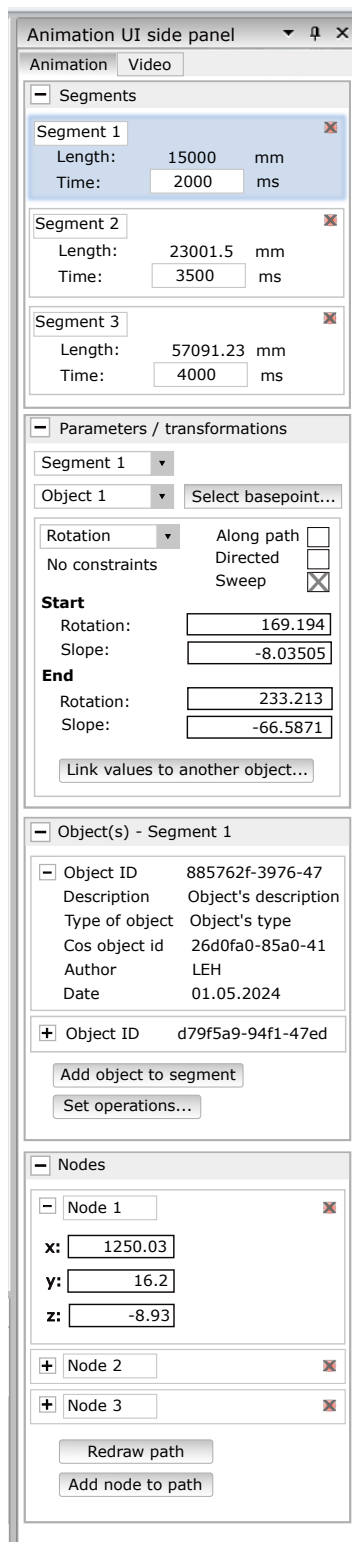 Animation UI side panel
Animation Video
Segments
Segment 1
Length: 15000 mm
Time: 2000 ms
Segment 2
Length: 23001.5 mm
Time: 3500 ms
Segment 3
Length: 57091.23 mm
Time: 4000 ms
Parameters / transformations
Segment 1
Object 1 Select basepoint...
Rotation Along path
No constraints Directed
Sweep
Start
Rotation: 169.194
Slope: -8.03505
End
Rotation: 233.213
Slope: -66.5871
Link values to another object...
Object(s) - Segment 1
Object ID 885762f-3976-47
Description Object's description
Type of object Object's type
Cos object id 26d0fa0-85a0-41
Author LEH
Date 01.05.2024
Object ID d79f5a9-94f1-47ed
Add object to segment
Set operations...
Nodes
Node 1
x: 1250.03
y: 16.2
z: -8.93
Node 2
Node 3
Redraw path
Add node to path